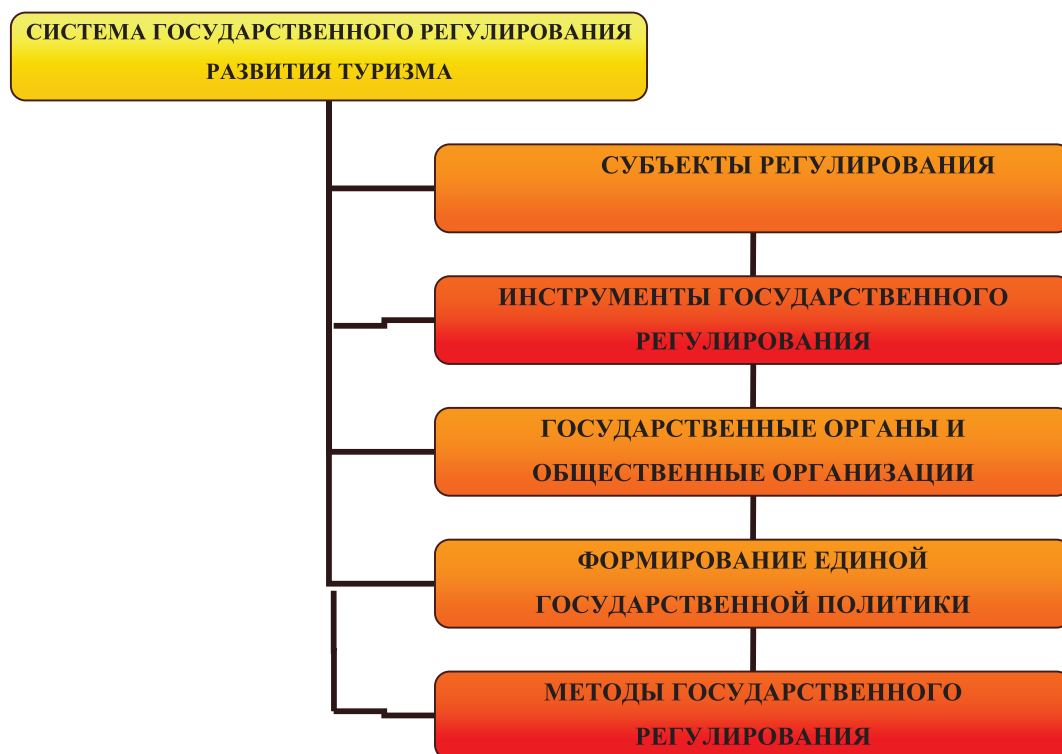 СИСТЕМА ГОСУДАРСТВЕННОГО РЕГУЛИРОВАНИЯ
РАЗВИТИЯ ТУРИЗМА
СУБЪЕКТЫ РЕГУЛИРОВАНИЯ
ИНСТРУМЕНТЫ ГОСУДАРСТВЕННОГО
РЕГУЛИРОВАНИЯ
ГОСУДАРСТВЕННЫЕ ОРГАНЫ И
ОБЩЕСТВЕННЫЕ ОРГАНИЗАЦИИ
ФОРМИРОВАНИЕ ЕДИНОЙ
ГОСУДАРСТВЕННОЙ ПОЛИТИКИ
МЕТОДЫ ГОСУДАРСТВЕННОГО
РЕГУЛИРОВАНИЯ